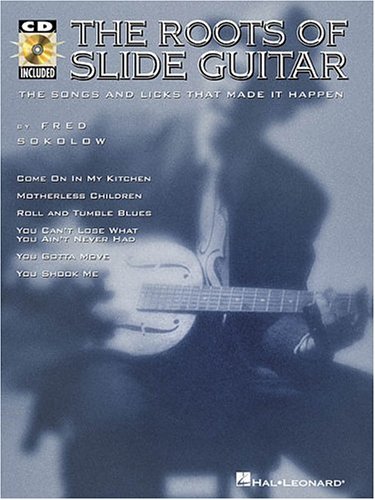 CD
INCLUDED
THE ROOTS OF
SLIDE GUITAR
THE SONGS AND LICKS THAT MADE IT HAPPEN
BY FRED
SOKOLOW
COME ON IN MY KITCHEN
MOTHERLESS CHILDREN
ROLL AND TUMBLE BLUES
YOU CAN'T LOSE WHAT
YOU AIN'T NEVER HAD
YOU GOTTA MOVE
YOU SHOOK ME
HAL•LEONARD®